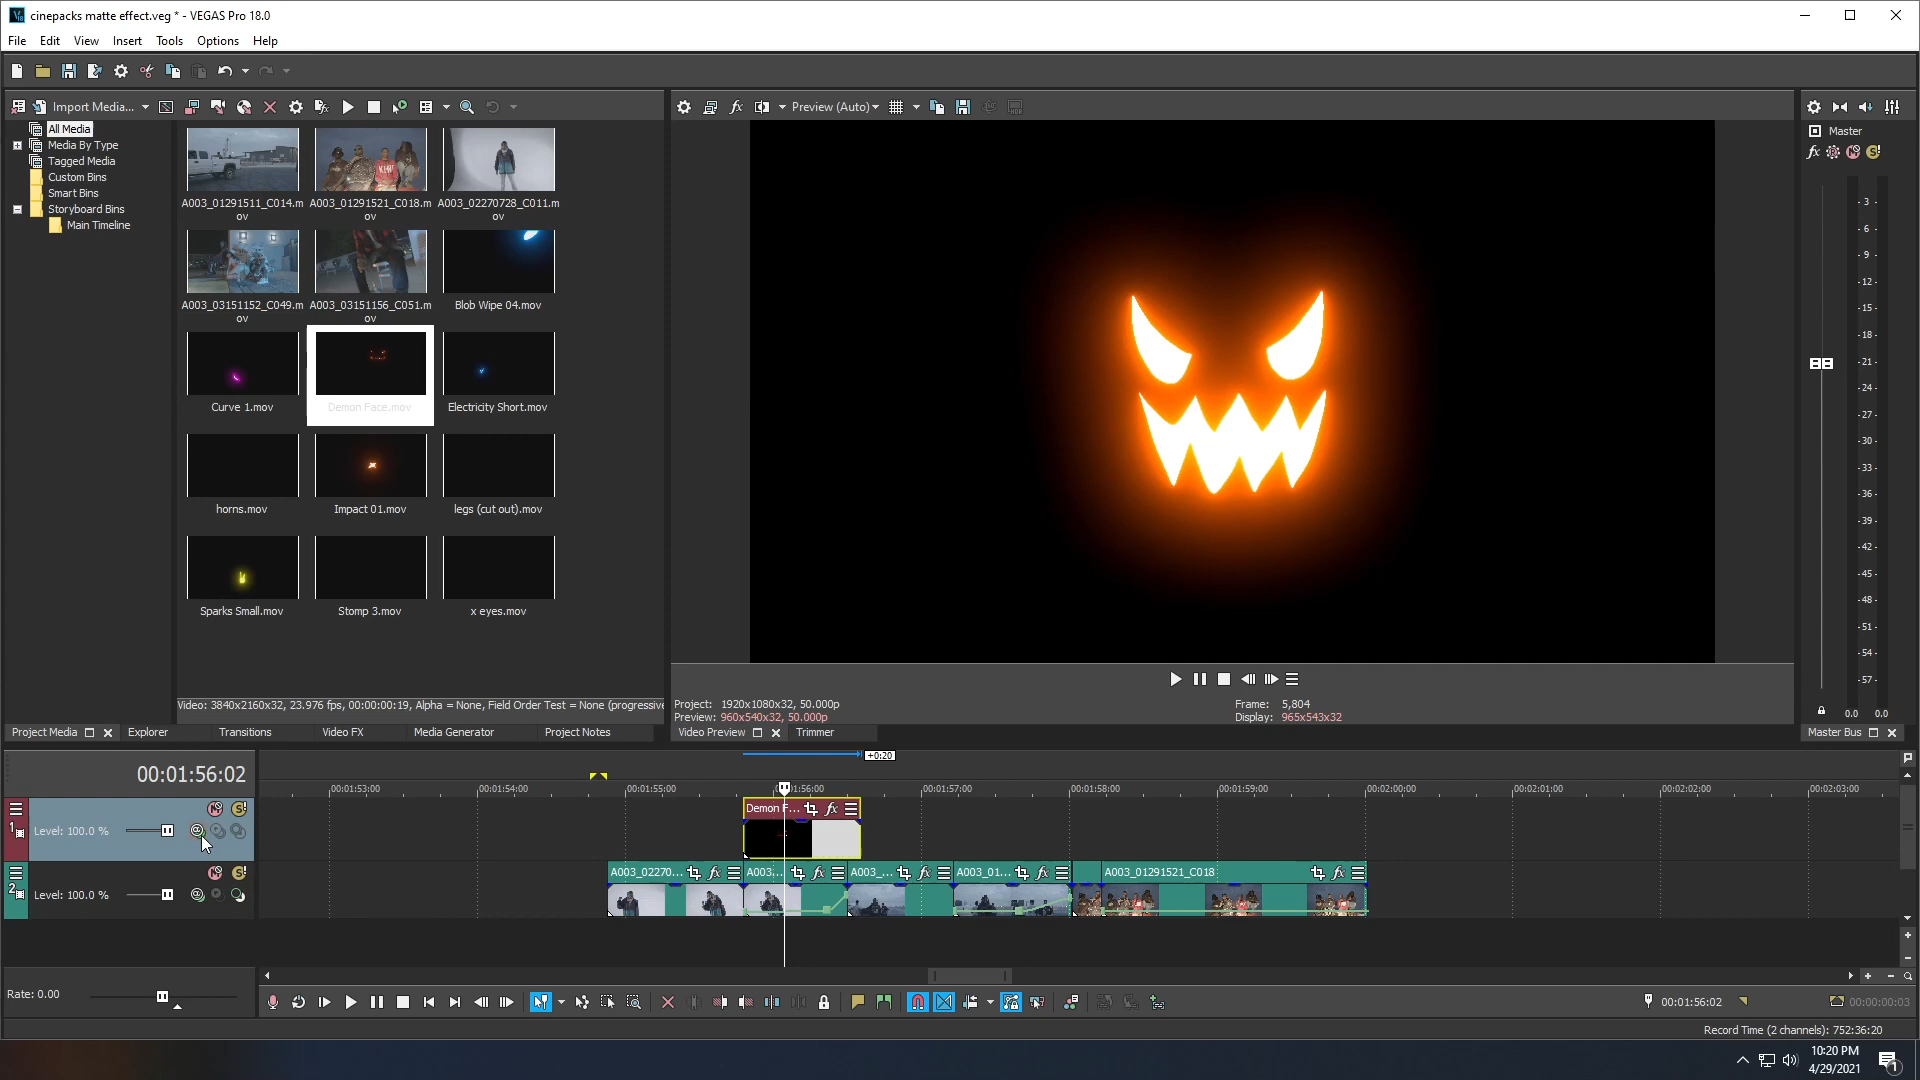 cinepacks matte effect.veg * - VEGAS Pro 18.0
File Edit View Insert Tools Options Help
Import Media...
Preview (Auto)
All Media
Media By Type
Tagged Media
Custom Bins
Smart Bins
Storyboard Bins
Main Timeline
A003_01291511_C014.m
ov
A003_01291521_C018.m
ov
A003_02270728_C011.m
ov
A003_03151152_C049.m
ov
A003_03151156_C051.m
ov
Blob Wipe 04.mov
Curve 1.mov
Demon Face.mov
Electricity Short.mov
horns.mov
Impact 01.mov
legs (cut out).mov
Sparks Small.mov
Stomp 3.mov
x eyes.mov
Video: 3840x2160x32, 23.976 fps, 00:00:00:19, Alpha = None, Field Order Test = None (progressive
Project Media
Explorer
Transitions
Video FX
Media Generator
Project Notes
Project: 1920x1080x32, 50.000p
Preview: 960x540x32, 50.000p
Frame: 5,804
Display: 965x543x32
Video Preview
Trimmer
Master
fx
- 3 -
- 6 -
- 9 -
- 12 -
- 15 -
- 18 -
- 21 -
- 24 -
- 27 -
- 30 -
- 33 -
- 36 -
- 39 -
- 42 -
- 45 -
- 48 -
- 51 -
- 54 -
- 57 -
0.0 0.0
Master Bus
00:01:56:02
+0:20
00:01:53:00
00:01:54:00
00:01:55:00
00:01:57:00
00:01:58:00
00:01:59:00
00:02:00:00
00:02:01:00
00:02:02:00
00:02:03:00
1
Level: 100.0 %
Demon F...
2
Level: 100.0 %
A003_02270...
A003...
A003_...
A003_01...
A003_01291521_C018
Rate: 0.00
00:01:56:02
00:00:00:03
Record Time (2 channels): 752:36:20
10:20 PM
4/29/2021